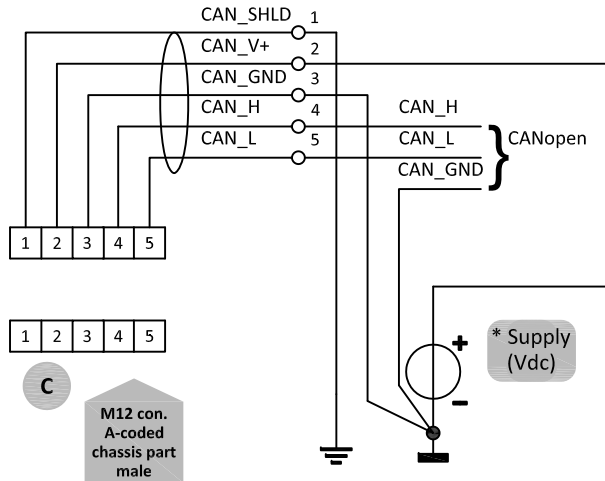 CAN_SHLD 1
CAN_V+ 2
CAN_GND 3
CAN_H 4 CAN_H
CAN_L 5 CAN_L
CANopen
CAN_GND
1 2 3 4 5
1 2 3 4 5
+
* Supply
(Vdc)
–
C
M12 con.
A-coded
chassis part
male